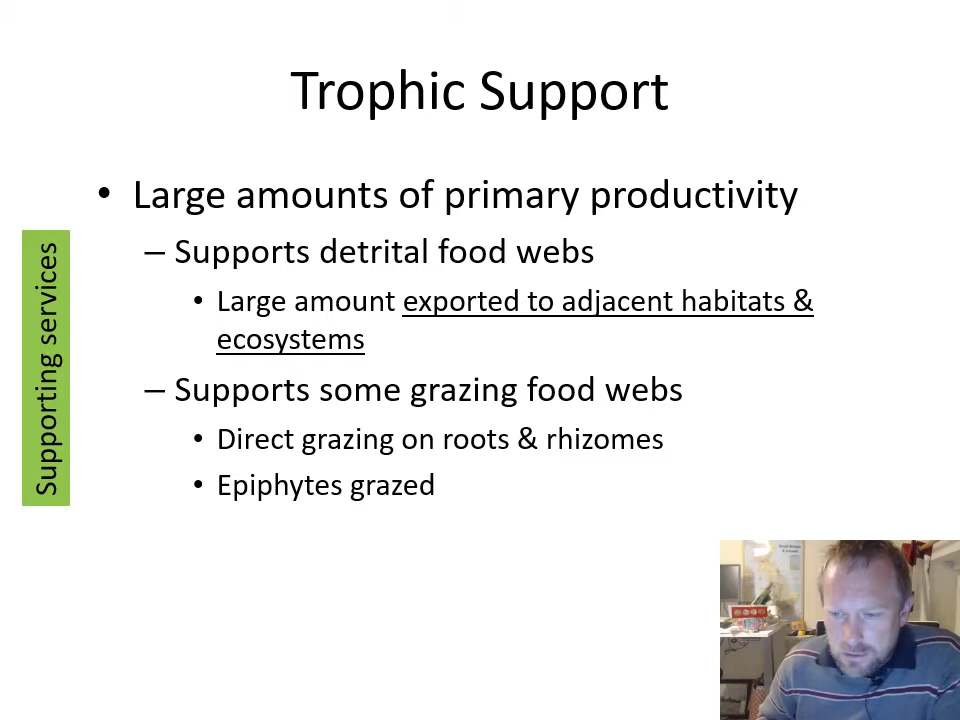 Trophic Support
• Large amounts of primary productivity
– Supports detrital food webs
• Large amount exported to adjacent habitats &
ecosystems
– Supports some grazing food webs
• Direct grazing on roots & rhizomes
• Epiphytes grazed
Supporting services